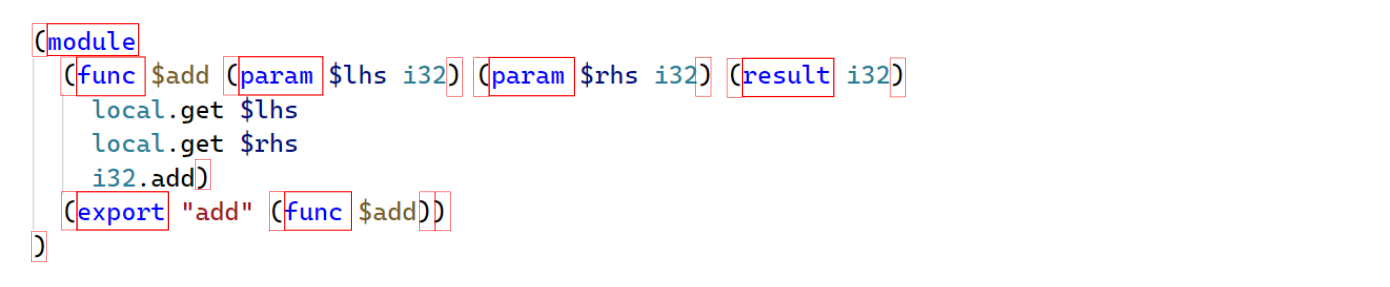 (module
  (func $add (param $lhs i32) (param $rhs i32) (result i32)
    local.get $lhs
    local.get $rhs
    i32.add)
  (export "add" (func $add))
)